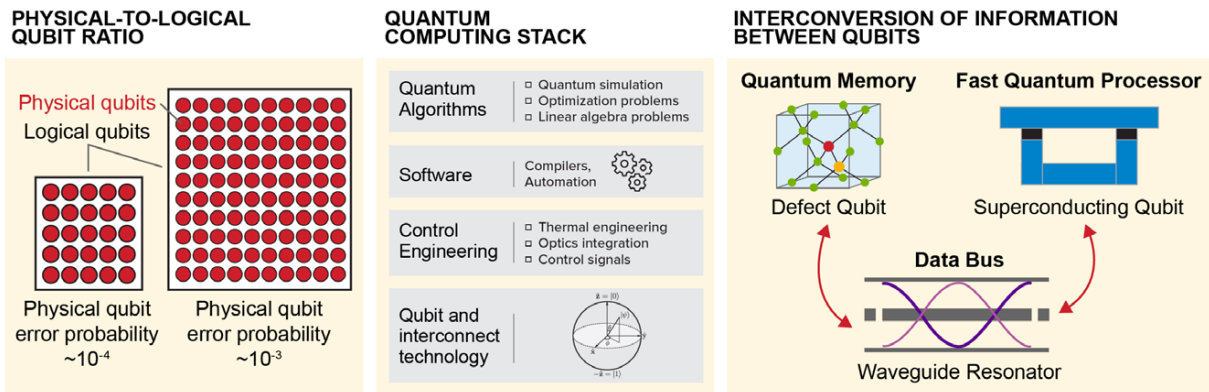 PHYSICAL-TO-LOGICAL
QUBIT RATIO
Physical qubits
Logical qubits
Physical qubit
error probability
~10⁻⁴
Physical qubit
error probability
~10⁻³
QUANTUM
COMPUTING STACK
Quantum
Algorithms
Quantum simulation
Optimization problems
Linear algebra problems
Software
Compilers,
Automation
Control
Engineering
Thermal engineering
Optics integration
Control signals
Qubit and
interconnect
technology
ẑ = |0⟩
|ψ⟩
θ
φ
x̂
ŷ
−ẑ = |1⟩
INTERCONVERSION OF INFORMATION
BETWEEN QUBITS
Quantum Memory
Defect Qubit
Fast Quantum Processor
Superconducting Qubit
Data Bus
Waveguide Resonator